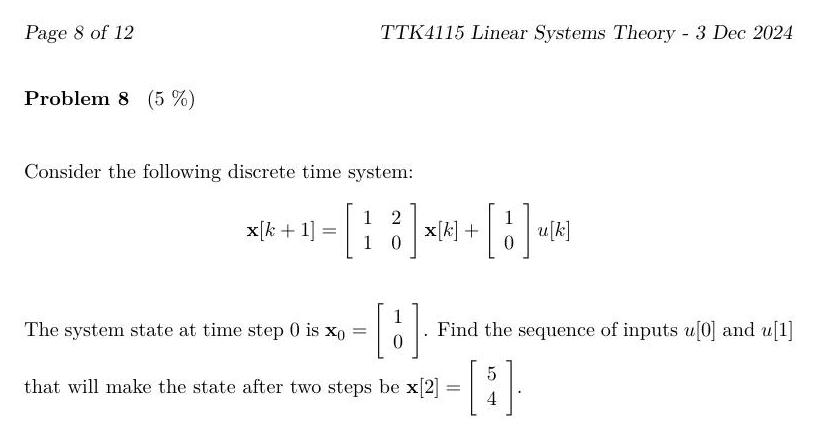 Page 8 of 12 TTK4115 Linear Systems Theory - 3 Dec 2024
Problem 8 (5 %)
Consider the following discrete time system:
x[k + 1] = [ 1 2 ; 1 0 ] x[k] + [ 1 ; 0 ] u[k]
The system state at time step 0 is x₀ = [ 1 ; 0 ]. Find the sequence of inputs u[0] and u[1]
that will make the state after two steps be x[2] = [ 5 ; 4 ].